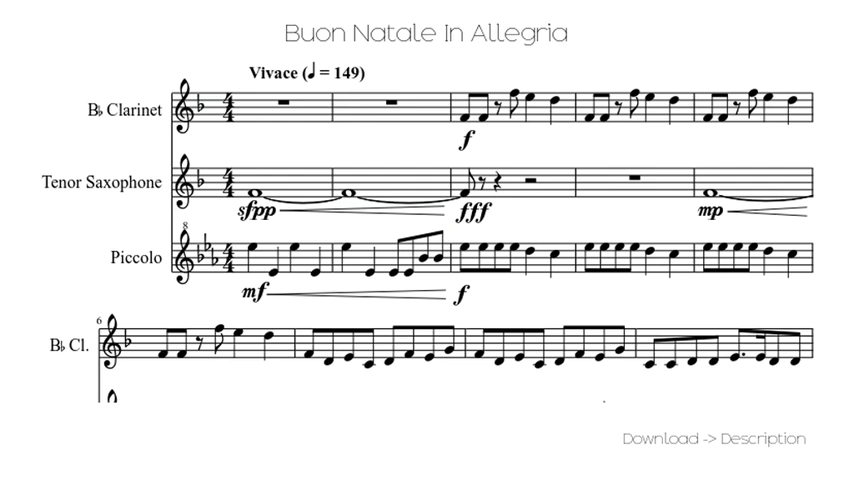 Buon Natale In Allegria
Vivace (♩ = 149)
B♭ Clarinet
f
Tenor Saxophone
sfpp fff mp
8
Piccolo
mf f
6
B♭ Cl.
Download -> Description